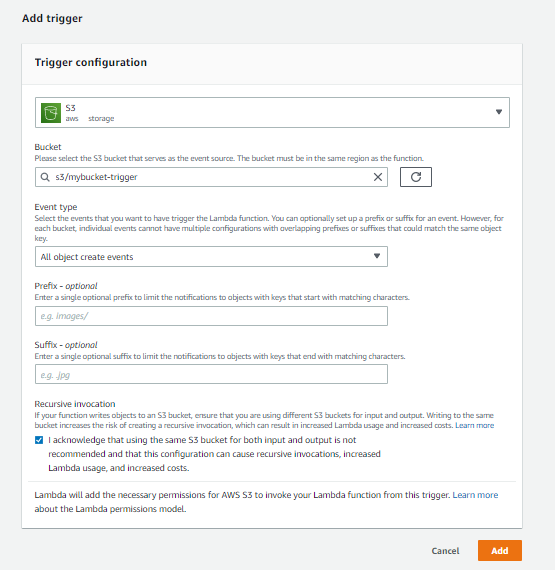 Add trigger
Trigger configuration
S3
aws storage
Bucket
Please select the S3 bucket that serves as the event source. The bucket must be in the same region as the function.
s3/mybucket-trigger
Event type
Select the events that you want to have trigger the Lambda function. You can optionally set up a prefix or suffix for an event. However, for
each bucket, individual events cannot have multiple configurations with overlapping prefixes or suffixes that could match the same object
key.
All object create events
Prefix - optional
Enter a single optional prefix to limit the notifications to objects with keys that start with matching characters.
e.g. images/
Suffix - optional
Enter a single optional suffix to limit the notifications to objects with keys that end with matching characters.
e.g. .jpg
Recursive invocation
If your function writes objects to an S3 bucket, ensure that you are using different S3 buckets for input and output. Writing to the same
bucket increases the risk of creating a recursive invocation, which can result in increased Lambda usage and increased costs. Learn more
I acknowledge that using the same S3 bucket for both input and output is not
recommended and that this configuration can cause recursive invocations, increased
Lambda usage, and increased costs.
Lambda will add the necessary permissions for AWS S3 to invoke your Lambda function from this trigger. Learn more
about the Lambda permissions model.
Cancel Add